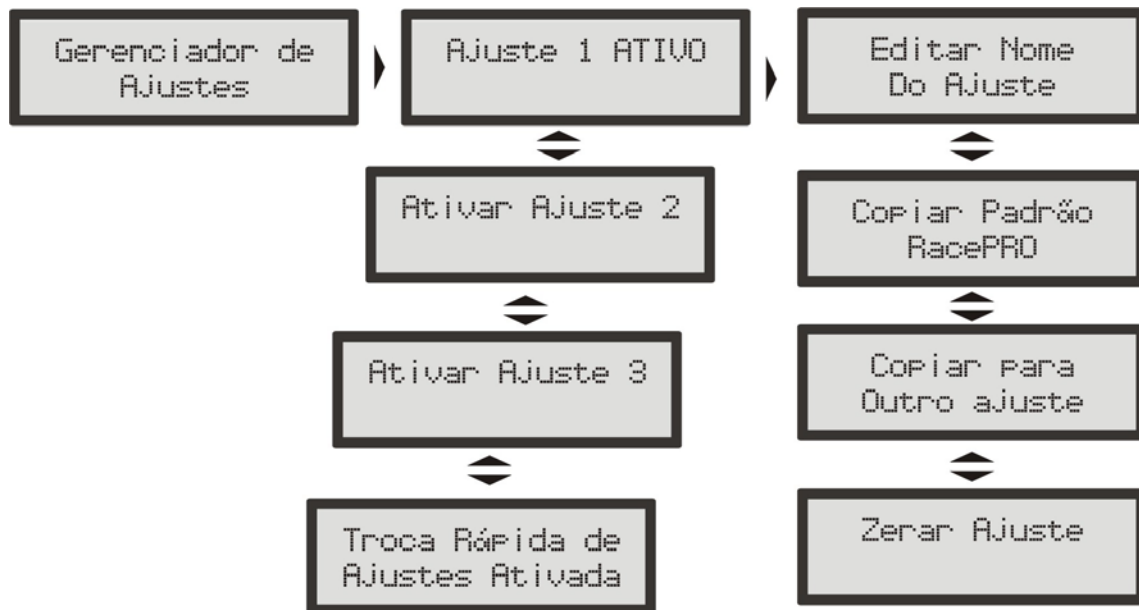 Gerenciador de
Ajustes
Ajuste 1 ATIVO
Ativar Ajuste 2
Ativar Ajuste 3
Troca Rápida de
Ajustes Ativada
Editar Nome
Do Ajuste
Copiar Padrão
RacePRO
Copiar para
Outro ajuste
Zerar Ajuste